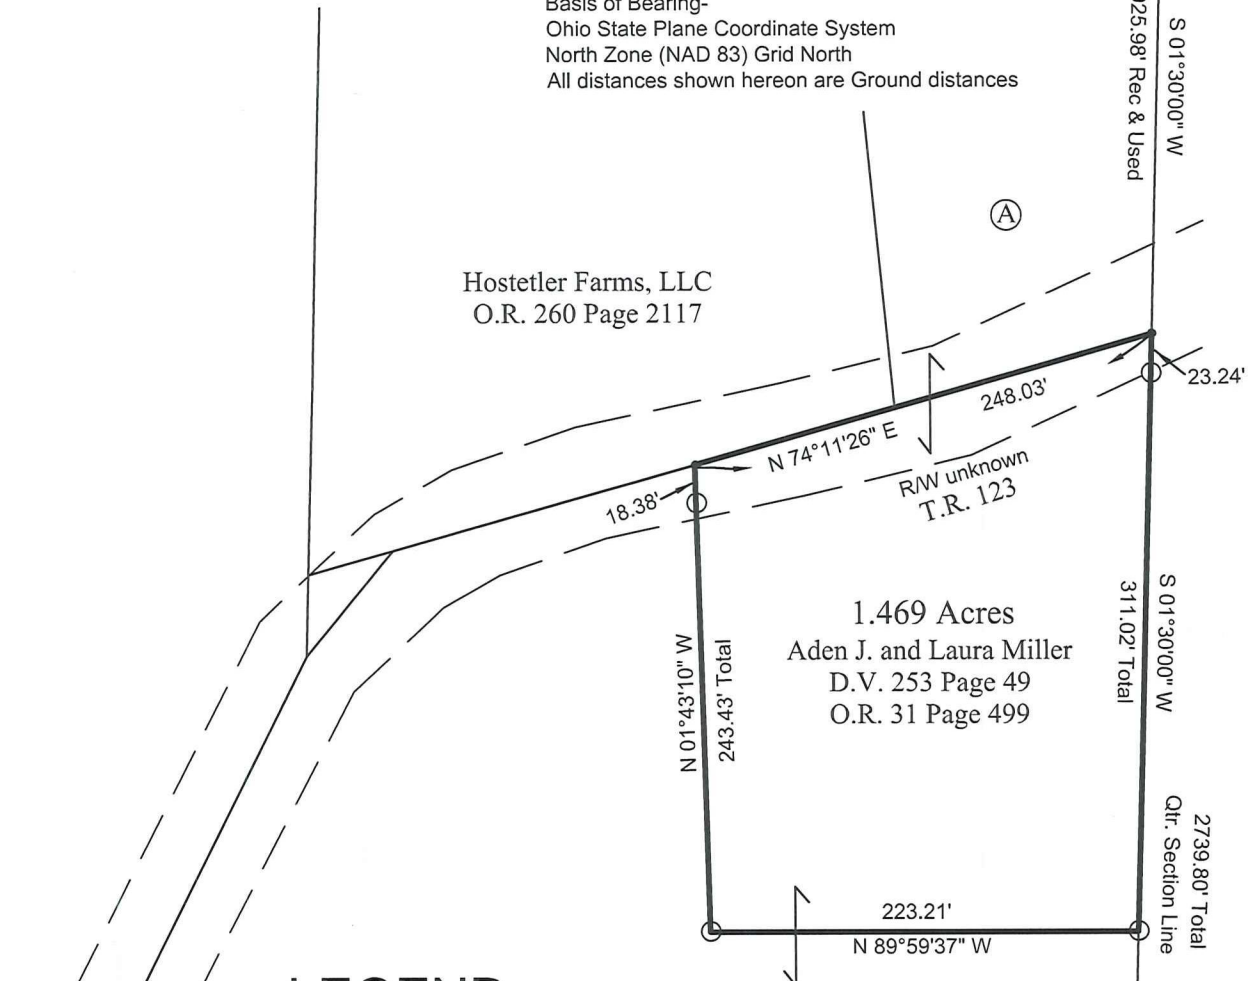 Basis of Bearing-
Ohio State Plane Coordinate System
North Zone (NAD 83) Grid North
All distances shown hereon are Ground distances
S 01°30'00" W
Rec & Used
A
Hostetler Farms, LLC
O.R. 260 Page 2117
23.24'
248.03'
N 74°11'26" E
18.38'
R/W unknown
T.R. 123
1.469 Acres
Aden J. and Laura Miller
D.V. 253 Page 49
O.R. 31 Page 499
N 01°43'10" W
243.43' Total
S 01°30'00" W
311.02' Total
2739.80' Total
Qtr. Section Line
223.21'
N 89°59'37" W
LEGEND